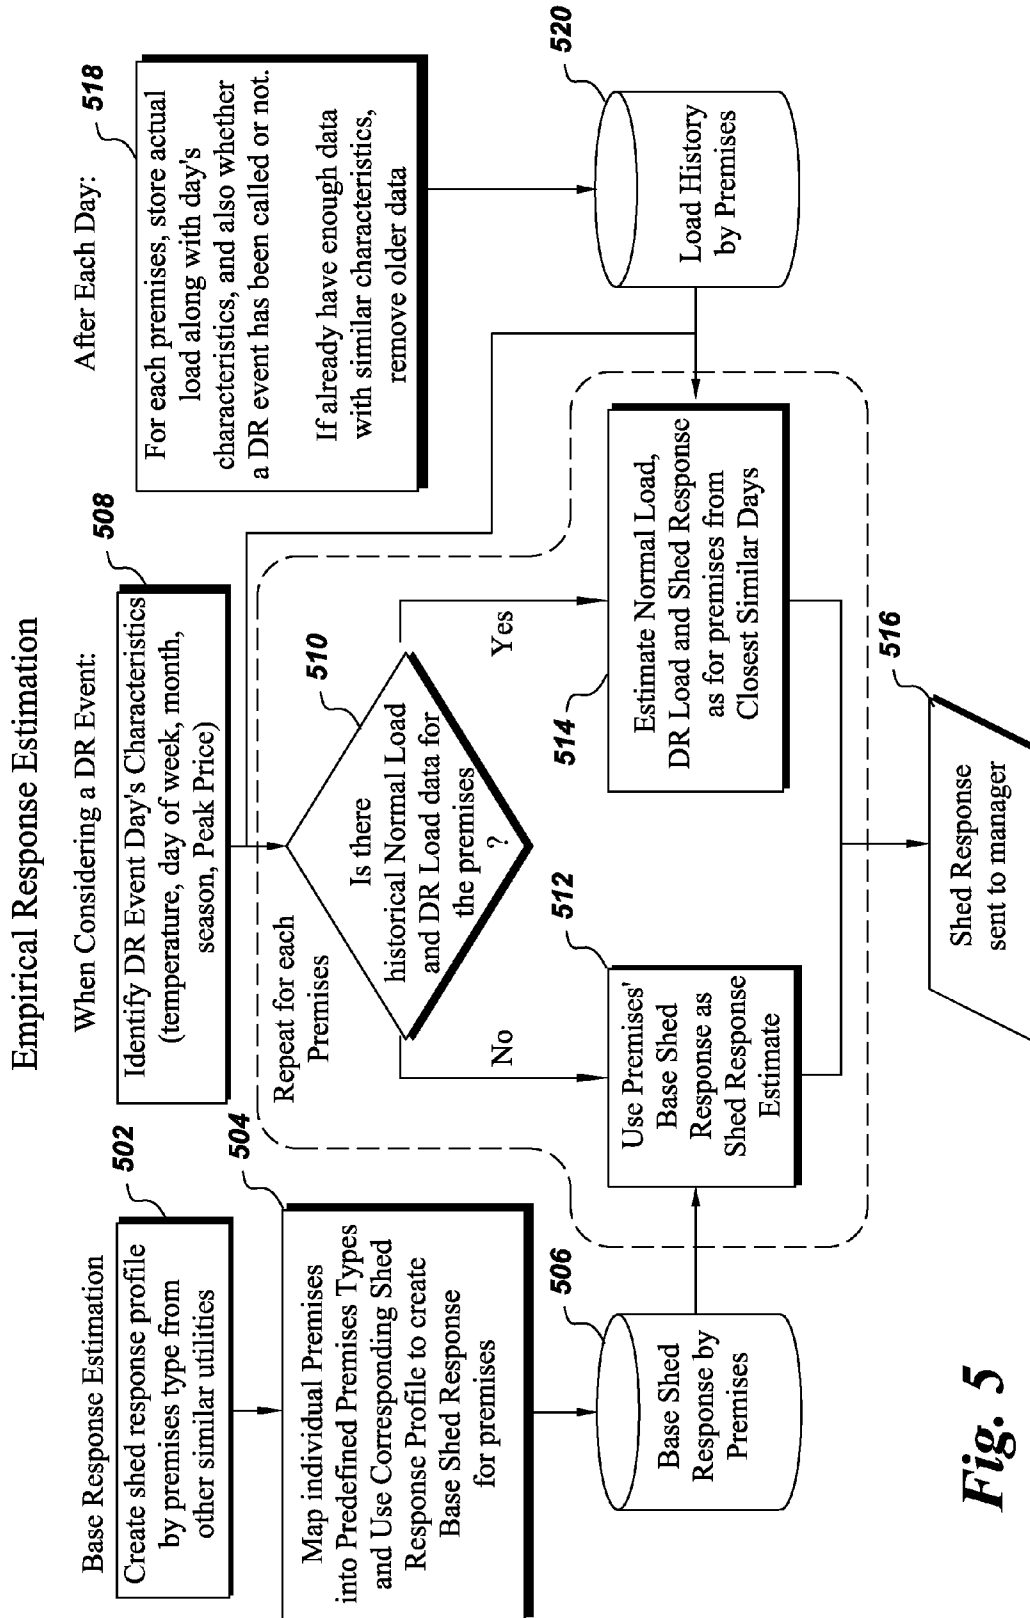 Empirical Response Estimation
Base Response Estimation
502
Create shed response profile
by premises type from
other similar utilities
504
Map individual Premises
into Predefined Premises Types
and Use Corresponding Shed
Response Profile to create
Base Shed Response
for premises
506
Base Shed
Response by
Premises
When Considering a DR Event:
508
Identify DR Event Day's Characteristics
(temperature, day of week, month,
season, Peak Price)
Repeat for each
Premises
510
Is there
historical Normal Load
and DR Load data for
the premises
?
No
Yes
512
Use Premises'
Base Shed
Response as
Shed Response
Estimate
514
Estimate Normal Load,
DR Load and Shed Response
as for premises from
Closest Similar Days
516
Shed Response
sent to manager
After Each Day:
518
For each premises, store actual
load along with day's
characteristics, and also whether
a DR event has been called or not.
If already have enough data
with similar characteristics,
remove older data
520
Load History
by Premises
Fig. 5